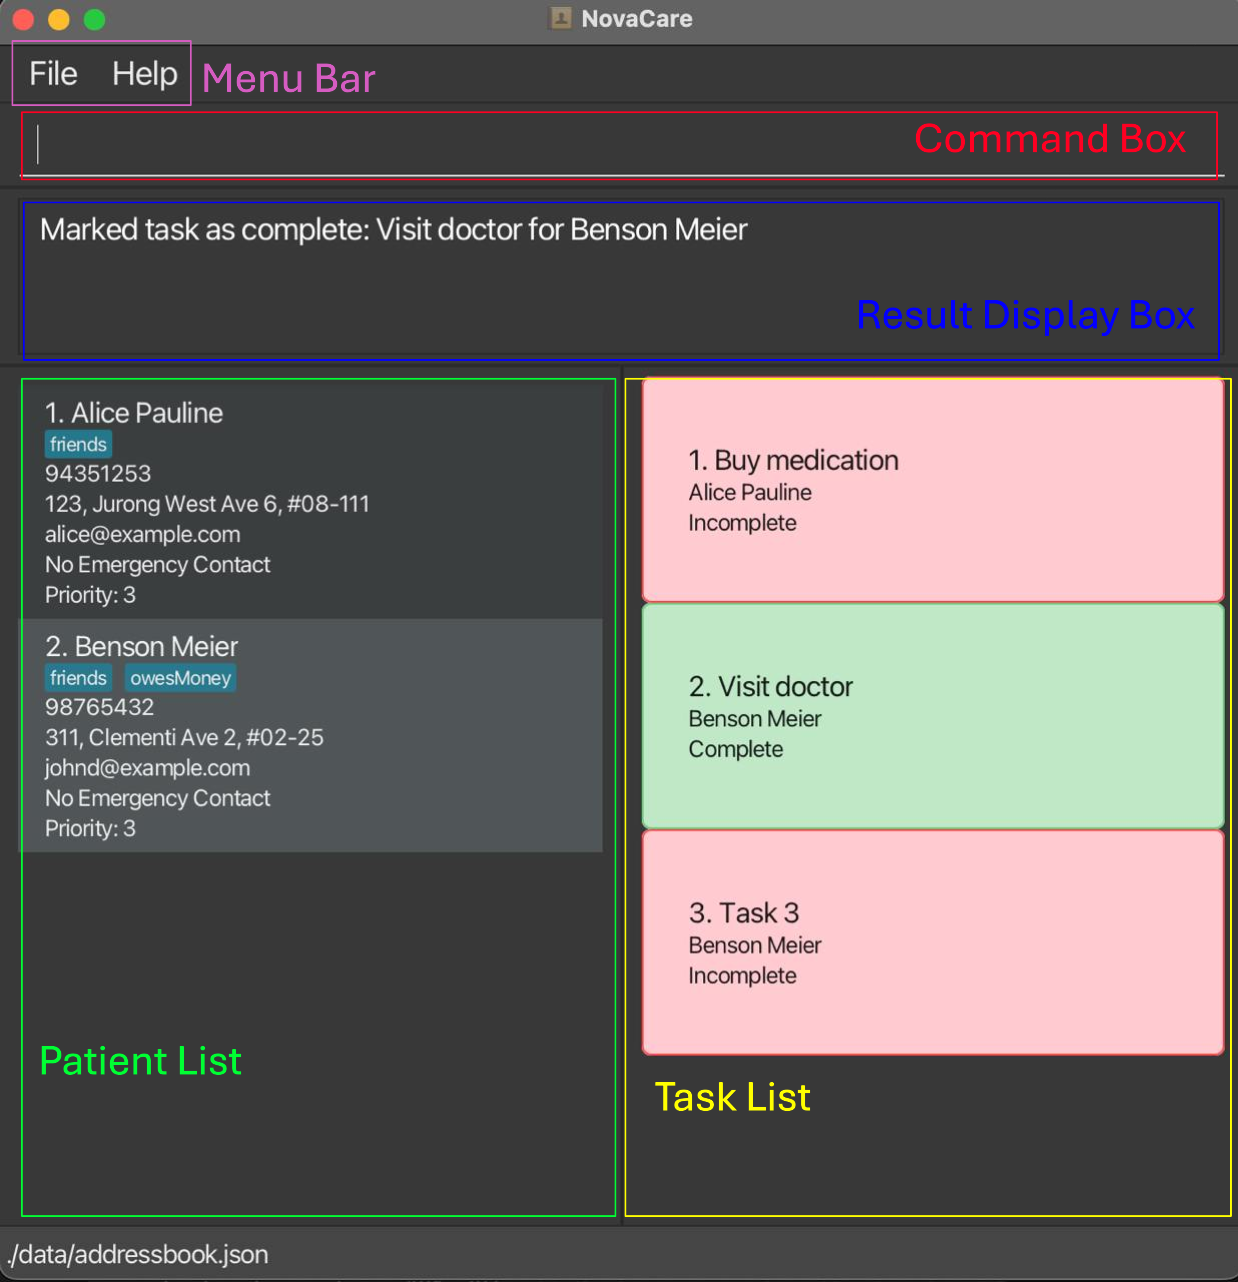 NovaCare
File Help Menu Bar
Command Box
Marked task as complete: Visit doctor for Benson Meier
Result Display Box
1. Alice Pauline
friends
94351253
123, Jurong West Ave 6, #08-111
alice@example.com
No Emergency Contact
Priority: 3
2. Benson Meier
friends owesMoney
98765432
311, Clementi Ave 2, #02-25
johnd@example.com
No Emergency Contact
Priority: 3
Patient List
1. Buy medication
Alice Pauline
Incomplete
2. Visit doctor
Benson Meier
Complete
3. Task 3
Benson Meier
Incomplete
Task List
./data/addressbook.json